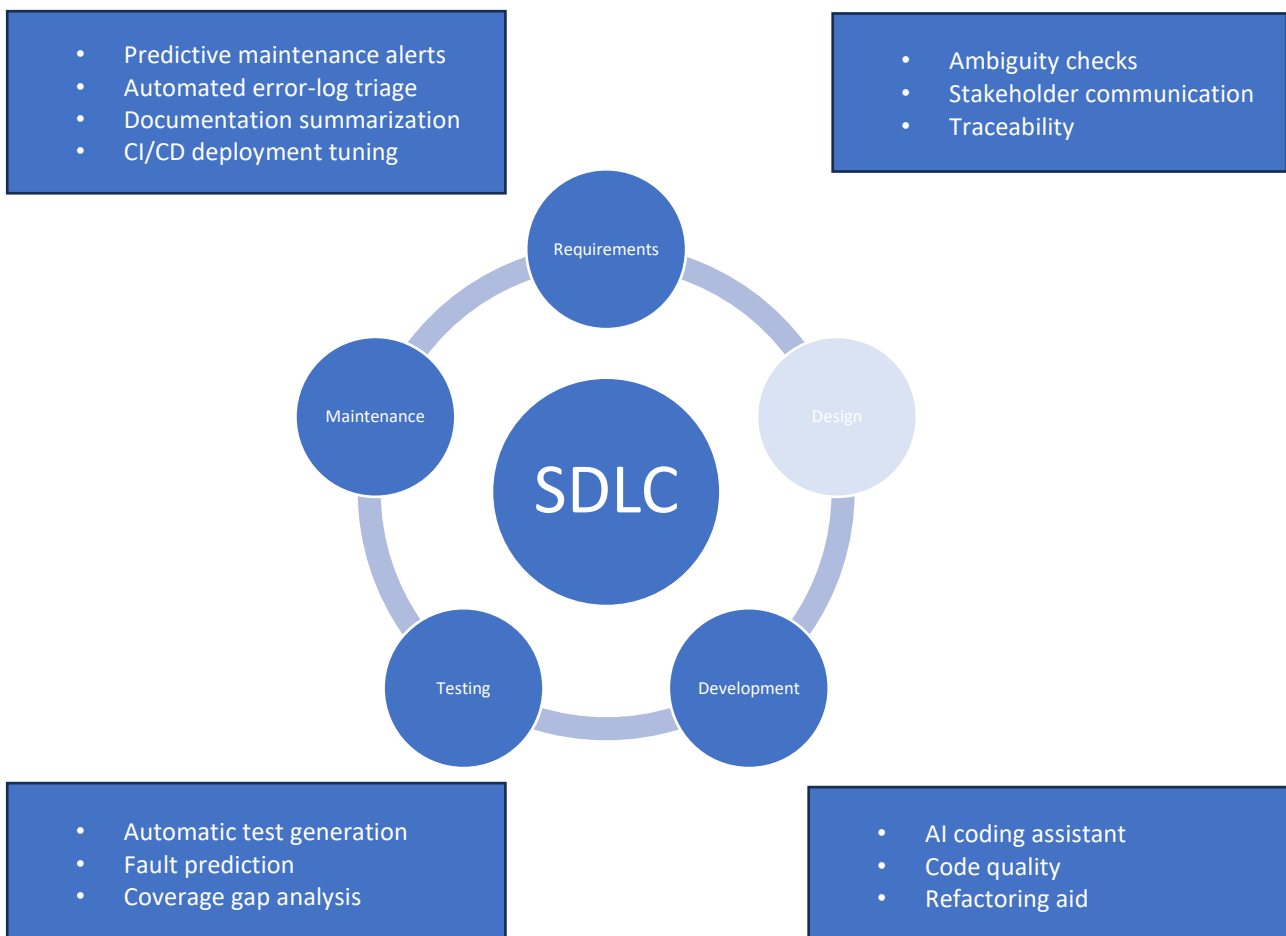 • Predictive maintenance alerts
• Automated error-log triage
• Documentation summarization
• CI/CD deployment tuning
• Ambiguity checks
• Stakeholder communication
• Traceability
Requirements
Maintenance
Design
SDLC
Testing
Development
• Automatic test generation
• Fault prediction
• Coverage gap analysis
• AI coding assistant
• Code quality
• Refactoring aid